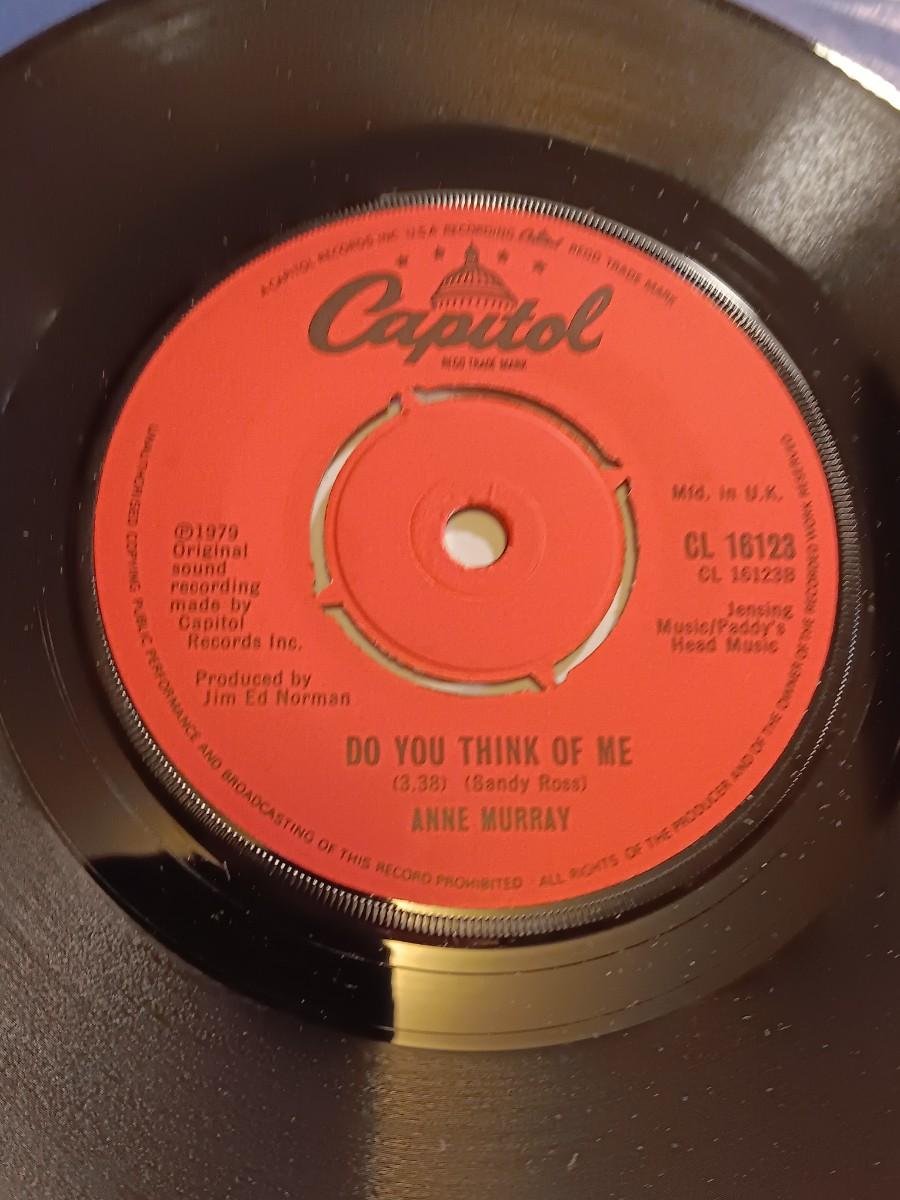 A CAPITOL RECORDS INC. U.S.A. RECORDING Capitol REGD TRADE MARK
Capitol
REGD TRADE MARK
Mfd. in U.K.
CL 16123
CL 16123B
Jensing
Music/Paddy's
Head Music
℗1979
Original
sound
recording
made by
Capitol
Records Inc.
Produced by
Jim Ed Norman
DO YOU THINK OF ME
(3.38) (Sandy Ross)
ANNE MURRAY
UNAUTHORISED COPYING PUBLIC PERFORMANCE AND BROADCASTING OF THIS RECORD PROHIBITED · ALL RIGHTS OF THE PRODUCER AND OF THE OWNER OF THE RECORDED WORK RESERVED